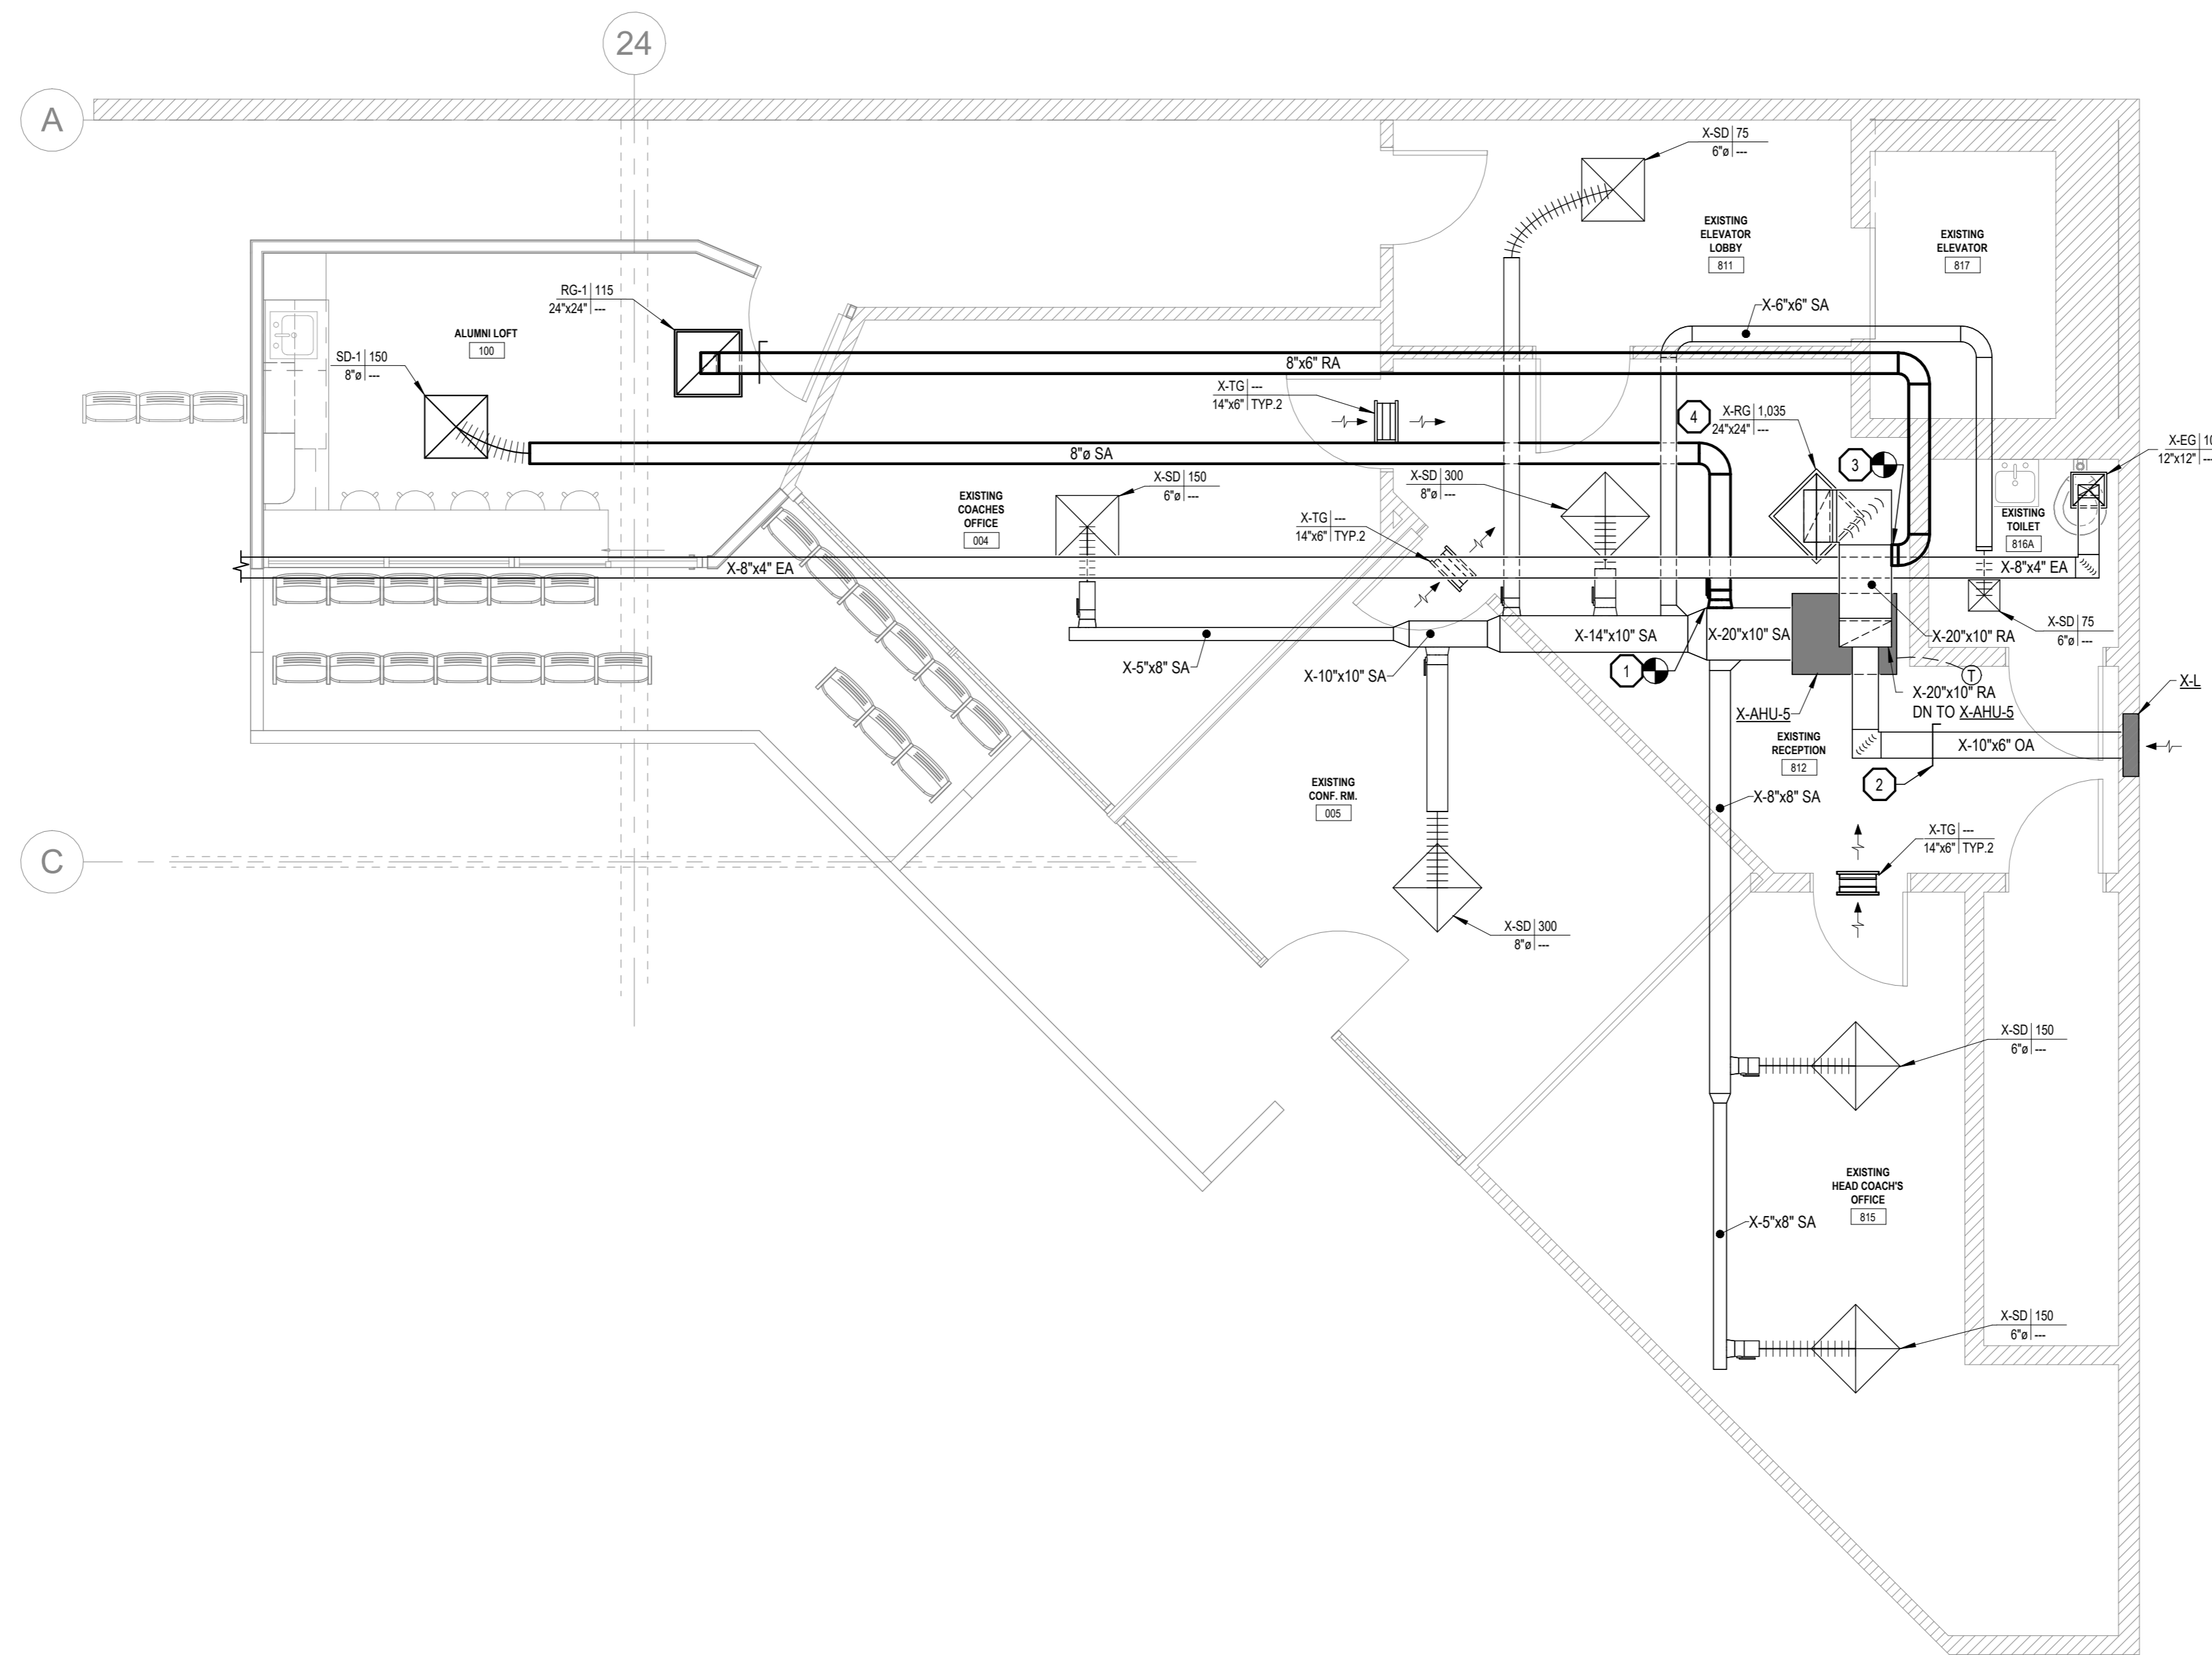 24
A
X-SD 75
6"ø ---
EXISTING
ELEVATOR
LOBBY
811
EXISTING
ELEVATOR
817
RG-1 115
24"x24" ---
X-6"x6" SA
ALUMNI LOFT
100
SD-1 150
8"ø ---
8"x6" RA
X-TG ---
14"x6" TYP.2
4
X-RG 1,035
24"x24" ---
8"ø SA
X-EG
12"x12" ---
3
X-SD 150
6"ø ---
X-SD 300
8"ø ---
EXISTING
COACHES
OFFICE
004
X-TG ---
14"x6" TYP.2
EXISTING
TOILET
816A
X-8"x4" EA
X-8"x4" EA
X-SD 75
6"ø ---
X-14"x10" SA
X-20"x10" SA
X-20"x10" RA
X-5"x8" SA
X-10"x10" SA
1
T
X-L
X-20"x10" RA
DN TO X-AHU-5
X-AHU-5
EXISTING
RECEPTION
812
X-10"x6" OA
2
EXISTING
CONF. RM.
005
X-8"x8" SA
X-TG ---
14"x6" TYP.2
C
X-SD 300
8"ø ---
X-SD 150
6"ø ---
EXISTING
HEAD COACH'S
OFFICE
815
X-5"x8" SA
X-SD 150
6"ø ---